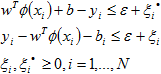 w^T ϕ(x_i) + b − y_i ≤ ε + ξ_i^•
y_i − w^T ϕ(x_i) − b_i ≤ ε + ξ_i
ξ_i, ξ_i^• ≥ 0, i = 1,..., N